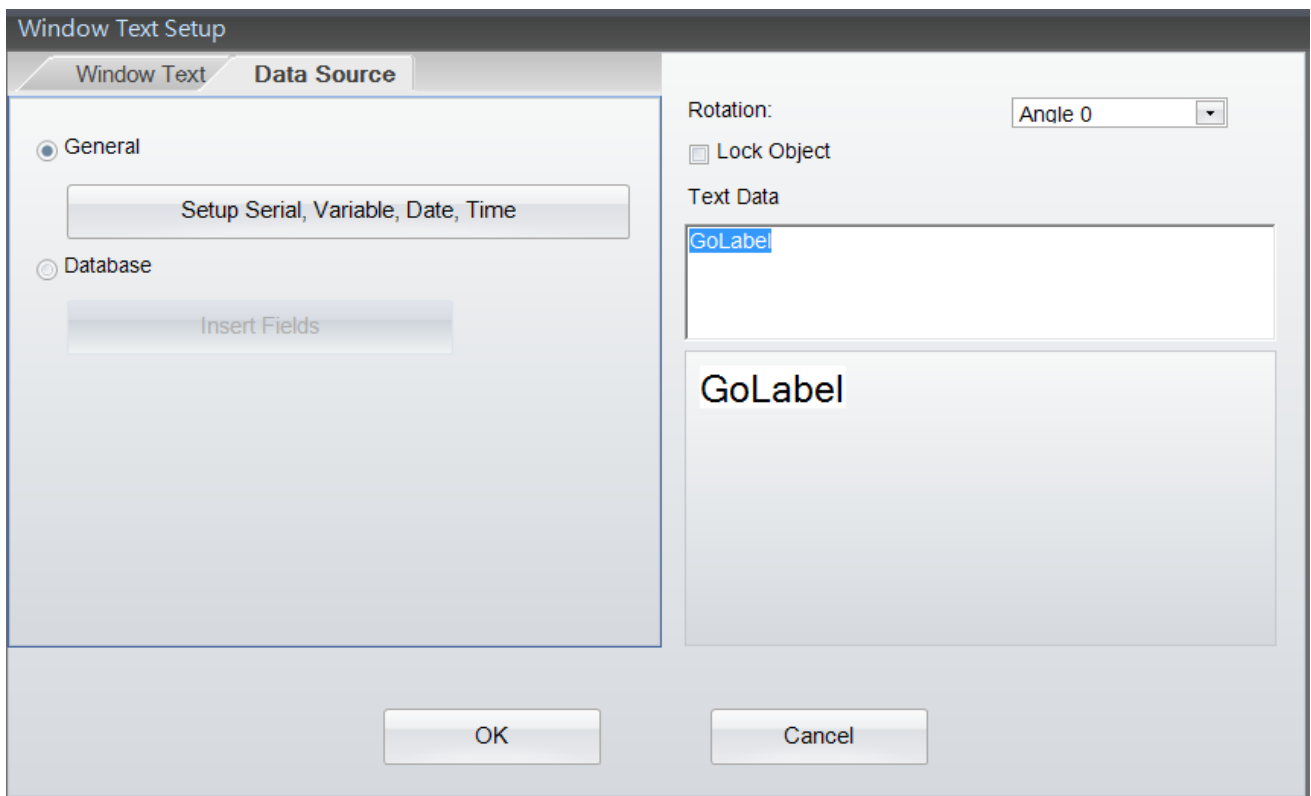 Window Text Setup
Window Text
Data Source
General
Setup Serial, Variable, Date, Time
Database
Insert Fields
Rotation:
Angle 0
Lock Object
Text Data
GoLabel
GoLabel
OK
Cancel